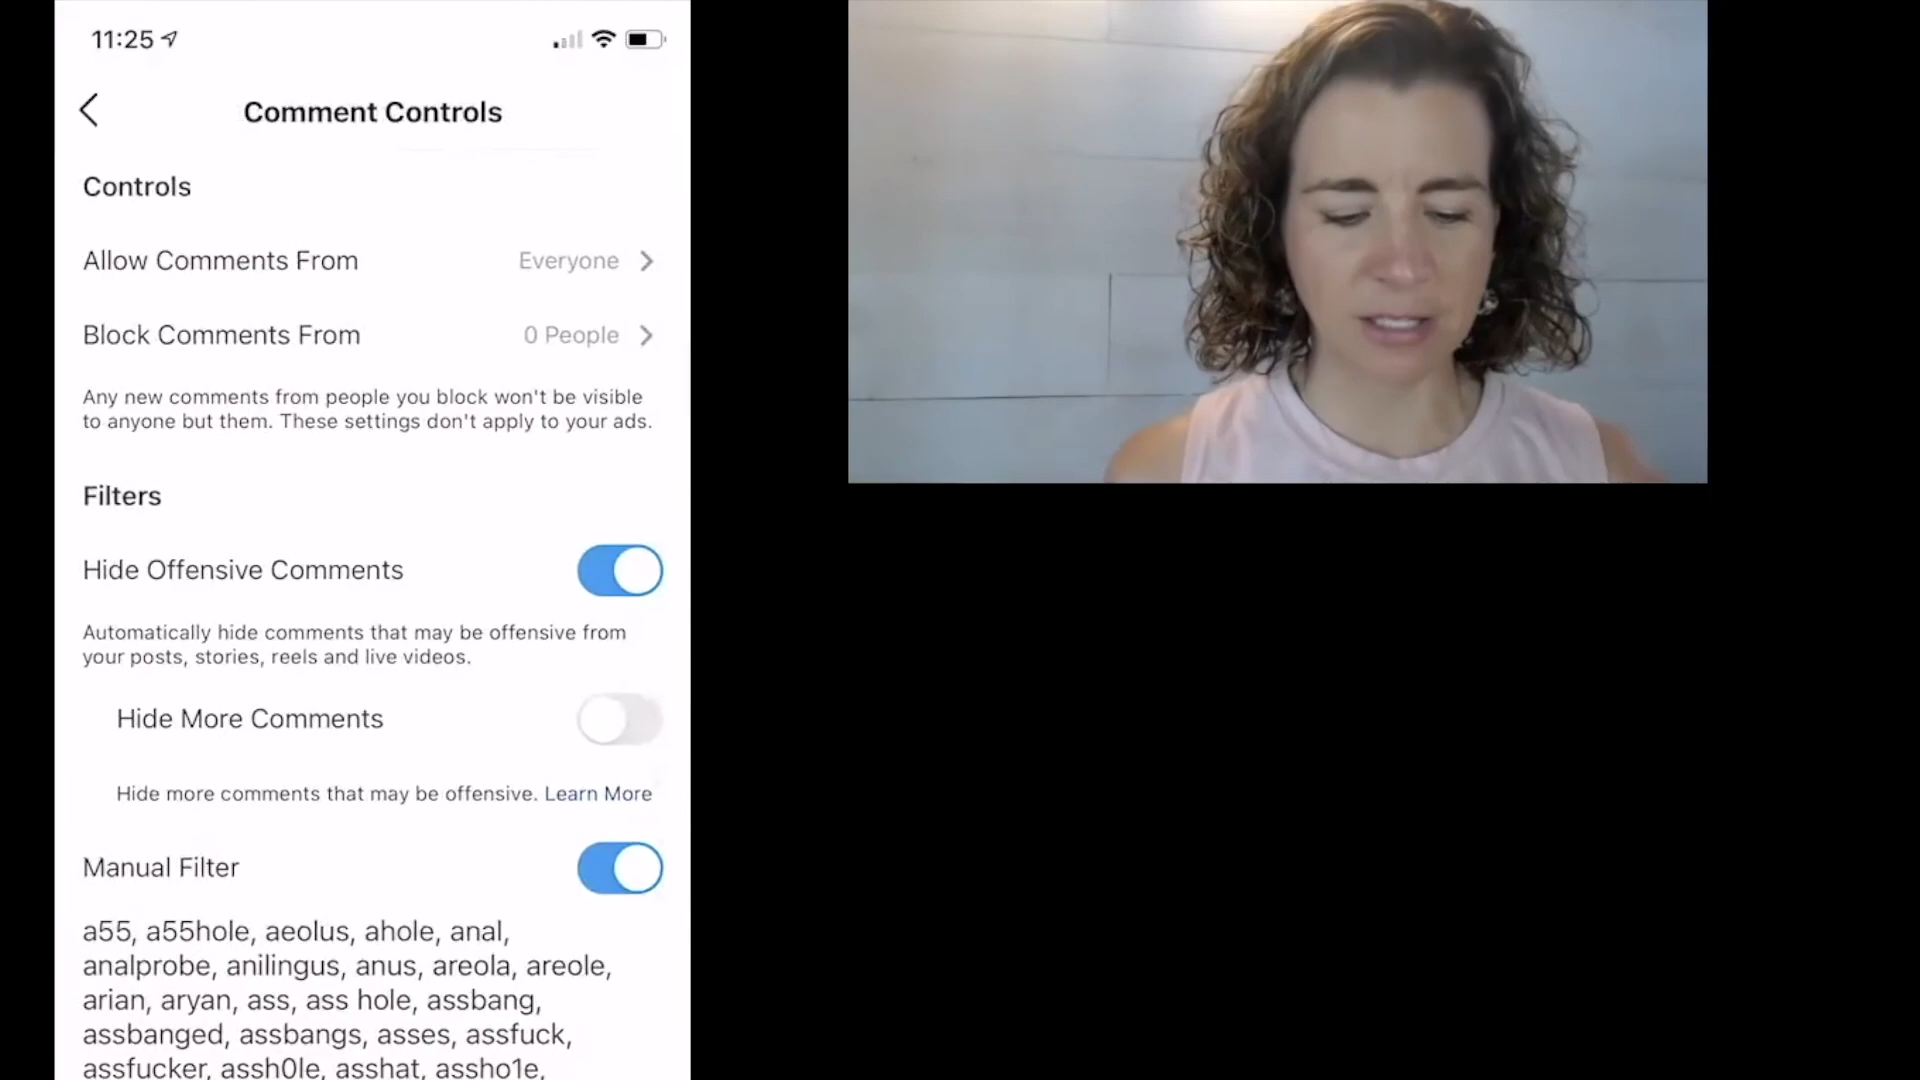 11:25
Comment Controls
Controls
Allow Comments From Everyone
Block Comments From 0 People
Any new comments from people you block won't be visible
to anyone but them. These settings don't apply to your ads.
Filters
Hide Offensive Comments
Automatically hide comments that may be offensive from
your posts, stories, reels and live videos.
Hide More Comments
Hide more comments that may be offensive. Learn More
Manual Filter
a55, a55hole, aeolus, ahole, anal,
analprobe, anilingus, anus, areola, areole,
arian, aryan, ass, ass hole, assbang,
assbanged, assbangs, asses, assfuck,
assfucker, assh0le, asshat, assho1e,